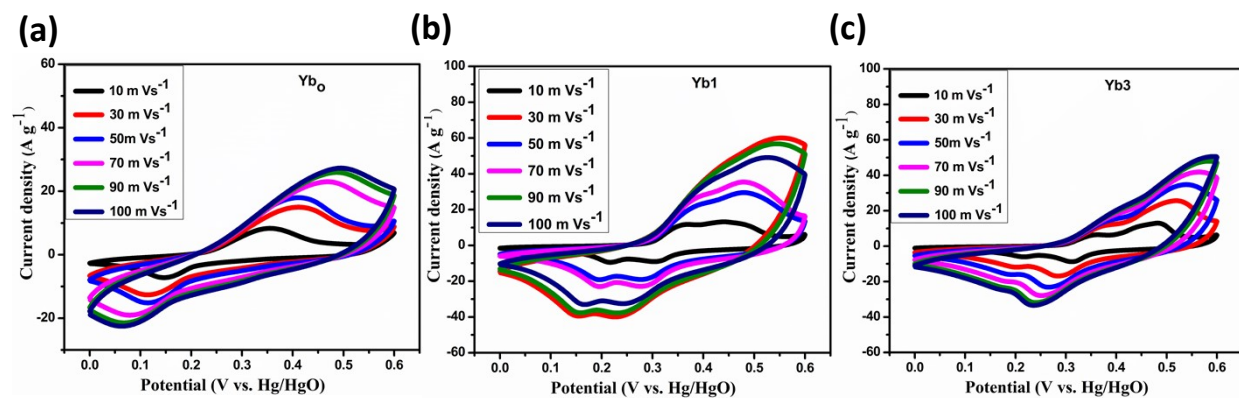 (a)
Yb₀
10 m Vs⁻¹
30 m Vs⁻¹
50m Vs⁻¹
70 m Vs⁻¹
90 m Vs⁻¹
100 m Vs⁻¹
60
40
20
0
-20
Current density (A g⁻¹)
0.0 0.1 0.2 0.3 0.4 0.5 0.6
Potential (V vs. Hg/HgO)
(b)
Yb1
10 m Vs⁻¹
30 m Vs⁻¹
50 m Vs⁻¹
70 m Vs⁻¹
90 m Vs⁻¹
100 m Vs⁻¹
100
80
60
40
20
0
-20
-40
-60
Current density (A g⁻¹)
0.0 0.1 0.2 0.3 0.4 0.5 0.6
Potential (V vs. Hg/HgO)
(c)
Yb3
10 m Vs⁻¹
30 m Vs⁻¹
50m Vs⁻¹
70 m Vs⁻¹
90 m Vs⁻¹
100 m Vs⁻¹
100
80
60
40
20
0
-20
-40
-60
Current density (A g⁻¹)
0.0 0.1 0.2 0.3 0.4 0.5 0.6
Potential (V vs. Hg/HgO)